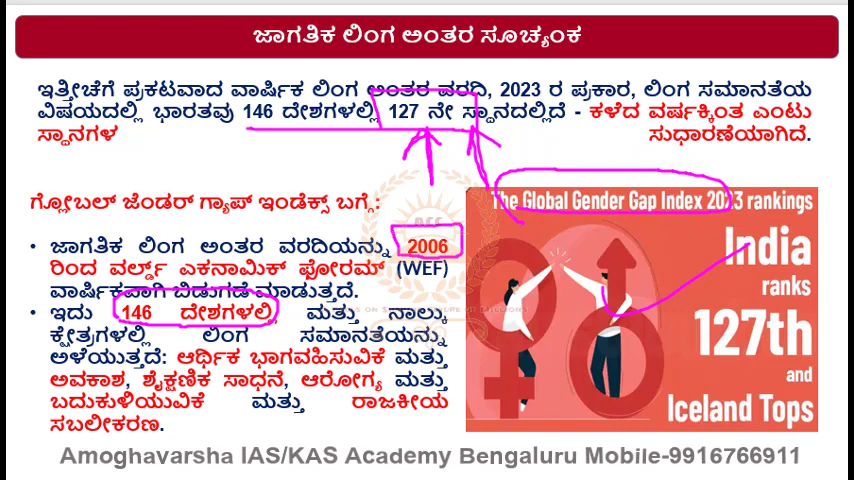 ಜಾಗತಿಕ ಲಿಂಗ ಅಂತರ ಸೂಚ್ಯಂಕ
ಇತ್ತೀಚೆಗೆ ಪ್ರಕಟವಾದ ವಾರ್ಷಿಕ ಲಿಂಗ ಅಂತರ ವರದಿ, 2023 ರ ಪ್ರಕಾರ, ಲಿಂಗ ಸಮಾನತೆಯ
ವಿಷಯದಲ್ಲಿ ಭಾರತವು 146 ದೇಶಗಳಲ್ಲಿ 127 ನೇ ಸ್ಥಾನದಲ್ಲಿದೆ - ಕಳೆದ ವರ್ಷಕ್ಕಿಂತ ಎಂಟು
ಸ್ಥಾನಗಳ ಸುಧಾರಣೆಯಾಗಿದೆ.
ಗ್ಲೋಬಲ್ ಜೆಂಡರ್ ಗ್ಯಾಪ್ ಇಂಡೆಕ್ಸ್ ಬಗ್ಗೆ:
• ಜಾಗತಿಕ ಲಿಂಗ ಅಂತರ ವರದಿಯನ್ನು 2006
ರಿಂದ ವರ್ಲ್ಡ್ ಎಕನಾಮಿಕ್ ಫೋರಮ್ (WEF)
ವಾರ್ಷಿಕವಾಗಿ ಬಿಡುಗಡೆ ಮಾಡುತ್ತದೆ.
• ಇದು 146 ದೇಶಗಳಲ್ಲಿ ಮತ್ತು ನಾಲ್ಕು
ಕ್ಷೇತ್ರಗಳಲ್ಲಿ ಲಿಂಗ ಸಮಾನತೆಯನ್ನು
ಅಳೆಯುತ್ತದೆ: ಆರ್ಥಿಕ ಭಾಗವಹಿಸುವಿಕೆ ಮತ್ತು
ಅವಕಾಶ, ಶೈಕ್ಷಣಿಕ ಸಾಧನೆ, ಆರೋಗ್ಯ ಮತ್ತು
ಬದುಕುಳಿಯುವಿಕೆ ಮತ್ತು ರಾಜಕೀಯ
ಸಬಲೀಕರಣ.
The Global Gender Gap Index 2023 rankings
India
ranks
127th
and
Iceland Tops
Amoghavarsha IAS/KAS Academy Bengaluru Mobile-9916766911